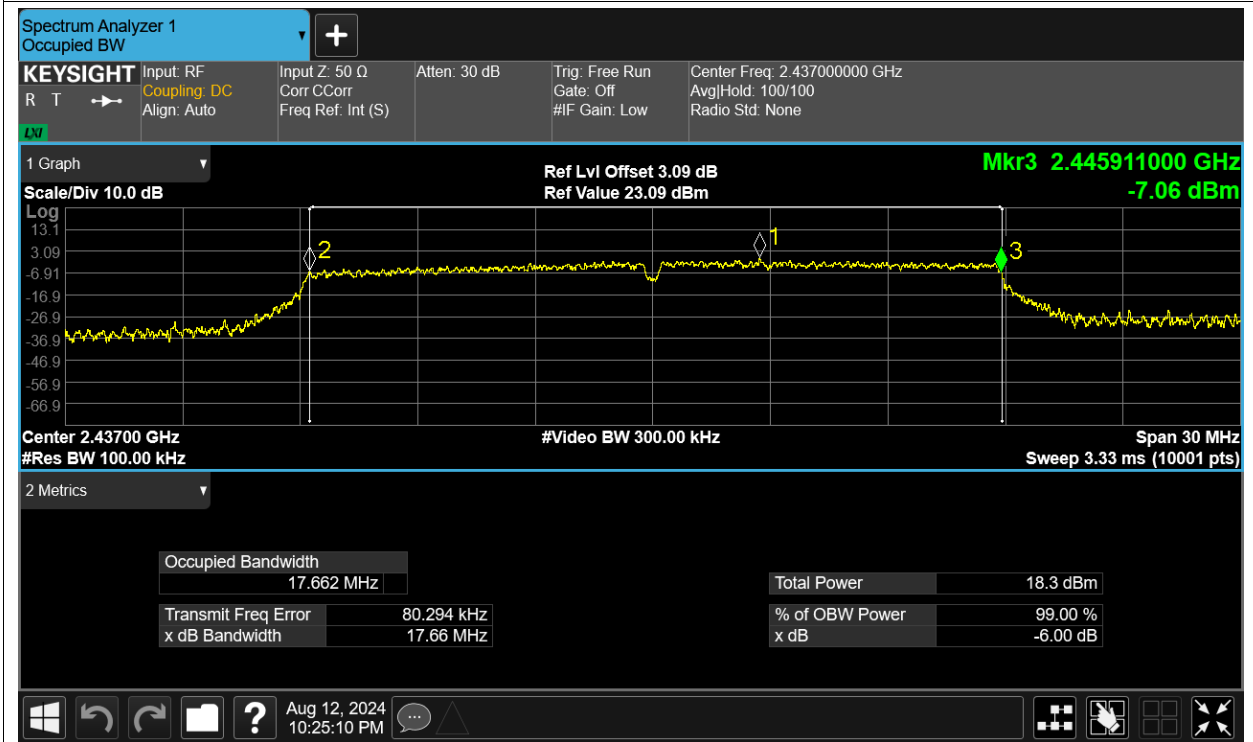 Spectrum Analyzer 1
Occupied BW
KEYSIGHT
R T
LXI
Input: RF
Coupling: DC
Align: Auto
Input Z: 50 Ω
Corr CCorr
Freq Ref: Int (S)
Atten: 30 dB
Trig: Free Run
Gate: Off
#IF Gain: Low
Center Freq: 2.437000000 GHz
Avg|Hold: 100/100
Radio Std: None
1 Graph
Ref Lvl Offset 3.09 dB
Mkr3 2.445911000 GHz
Scale/Div 10.0 dB
Ref Value 23.09 dBm
-7.06 dBm
Log
13.1
3.09
-6.91
-16.9
-26.9
-36.9
-46.9
-56.9
-66.9
2
1
3
Center 2.43700 GHz
#Video BW 300.00 kHz
Span 30 MHz
#Res BW 100.00 kHz
Sweep 3.33 ms (10001 pts)
2 Metrics
Occupied Bandwidth
17.662 MHz
Total Power 18.3 dBm
Transmit Freq Error 80.294 kHz
% of OBW Power 99.00 %
x dB Bandwidth 17.66 MHz
x dB -6.00 dB
?
Aug 12, 2024
10:25:10 PM